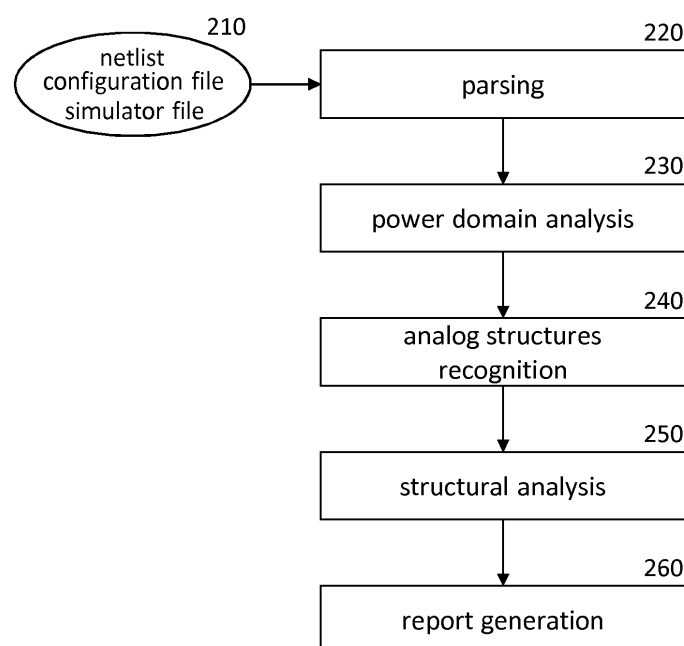 210
netlist
configuration file
simulator file
220
parsing
230
power domain analysis
240
analog structures
recognition
250
structural analysis
260
report generation